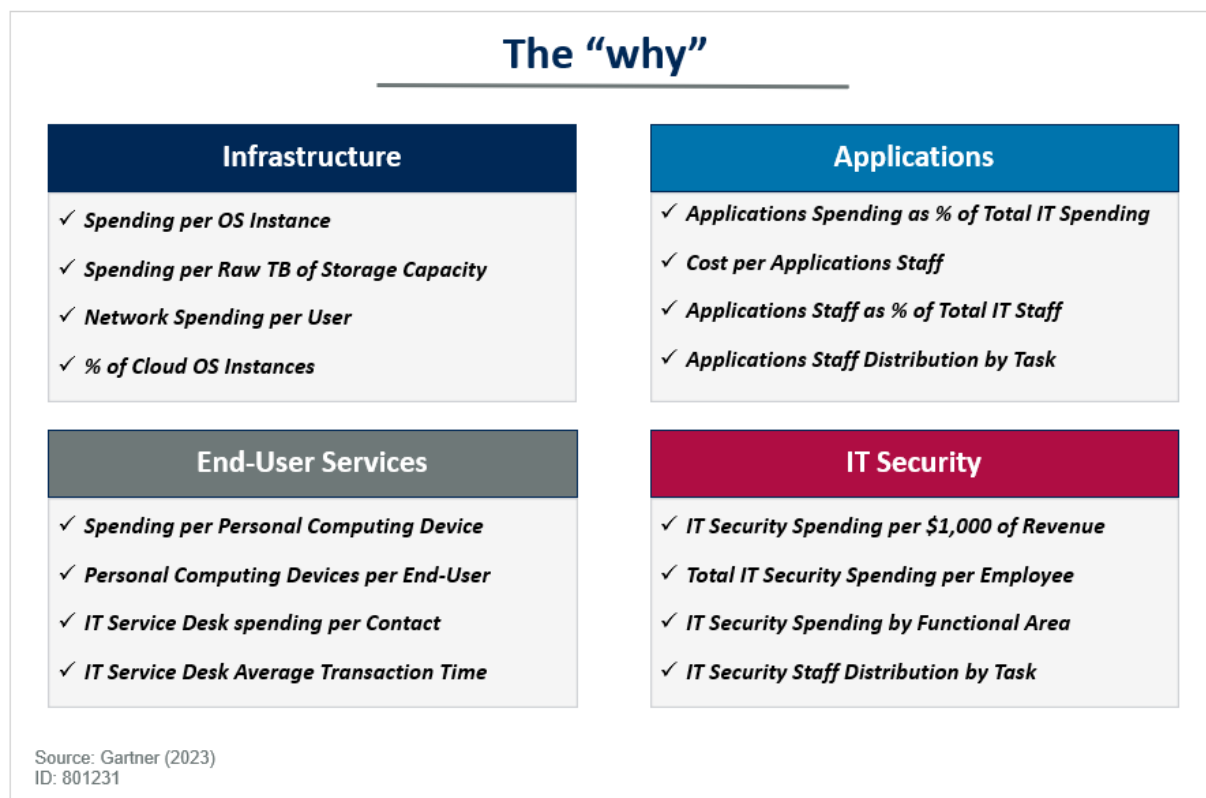 The “why”
Infrastructure
✓ Spending per OS Instance
✓ Spending per Raw TB of Storage Capacity
✓ Network Spending per User
✓ % of Cloud OS Instances
Applications
✓ Applications Spending as % of Total IT Spending
✓ Cost per Applications Staff
✓ Applications Staff as % of Total IT Staff
✓ Applications Staff Distribution by Task
End-User Services
✓ Spending per Personal Computing Device
✓ Personal Computing Devices per End-User
✓ IT Service Desk spending per Contact
✓ IT Service Desk Average Transaction Time
IT Security
✓ IT Security Spending per $1,000 of Revenue
✓ Total IT Security Spending per Employee
✓ IT Security Spending by Functional Area
✓ IT Security Staff Distribution by Task
Source: Gartner (2023)
ID: 801231